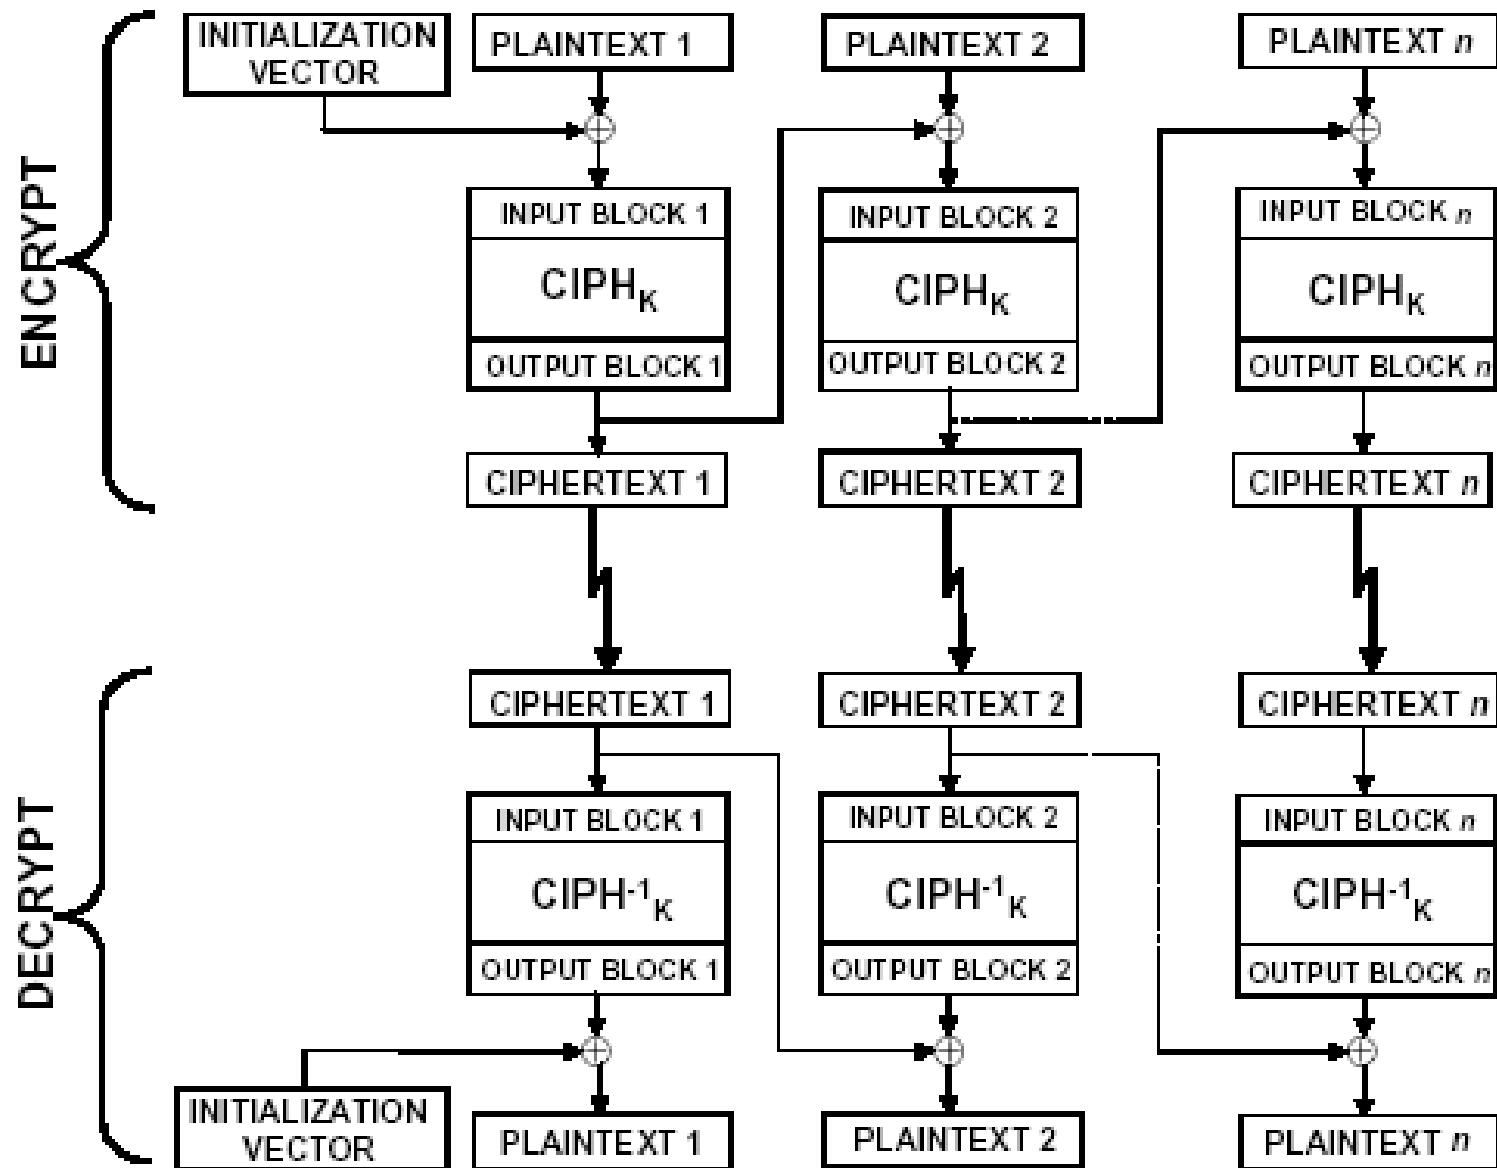 ENCRYPT
INITIALIZATION
VECTOR
PLAINTEXT 1
PLAINTEXT 2
PLAINTEXT n
INPUT BLOCK 1
INPUT BLOCK 2
INPUT BLOCK n
CIPHK
CIPHK
CIPHK
OUTPUT BLOCK 1
OUTPUT BLOCK 2
OUTPUT BLOCK n
CIPHERTEXT 1
CIPHERTEXT 2
CIPHERTEXT n
DECRYPT
CIPHERTEXT 1
CIPHERTEXT 2
CIPHERTEXT n
INPUT BLOCK 1
INPUT BLOCK 2
INPUT BLOCK n
CIPH-1K
CIPH-1K
CIPH-1K
OUTPUT BLOCK 1
OUTPUT BLOCK 2
OUTPUT BLOCK n
INITIALIZATION
VECTOR
PLAINTEXT 1
PLAINTEXT 2
PLAINTEXT n